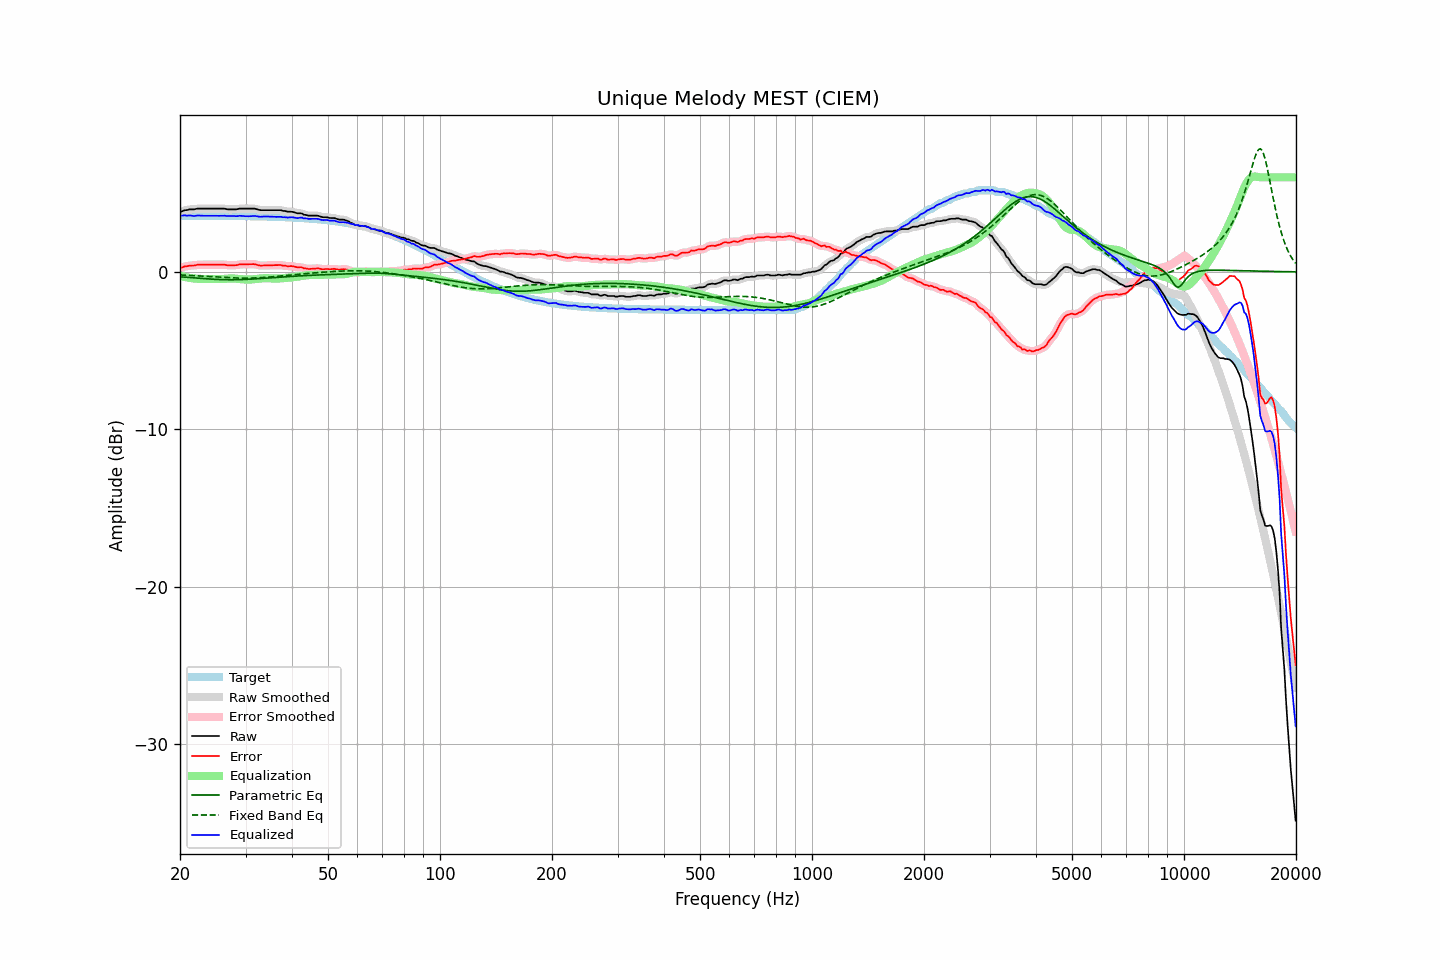 Unique Melody MEST (CIEM)
Amplitude (dBr)
0
−10
−20
−30
Target
Raw Smoothed
Error Smoothed
Raw
Error
Equalization
Parametric Eq
Fixed Band Eq
Equalized
20 50 100 200 500 1000 2000 5000 10000 20000
Frequency (Hz)